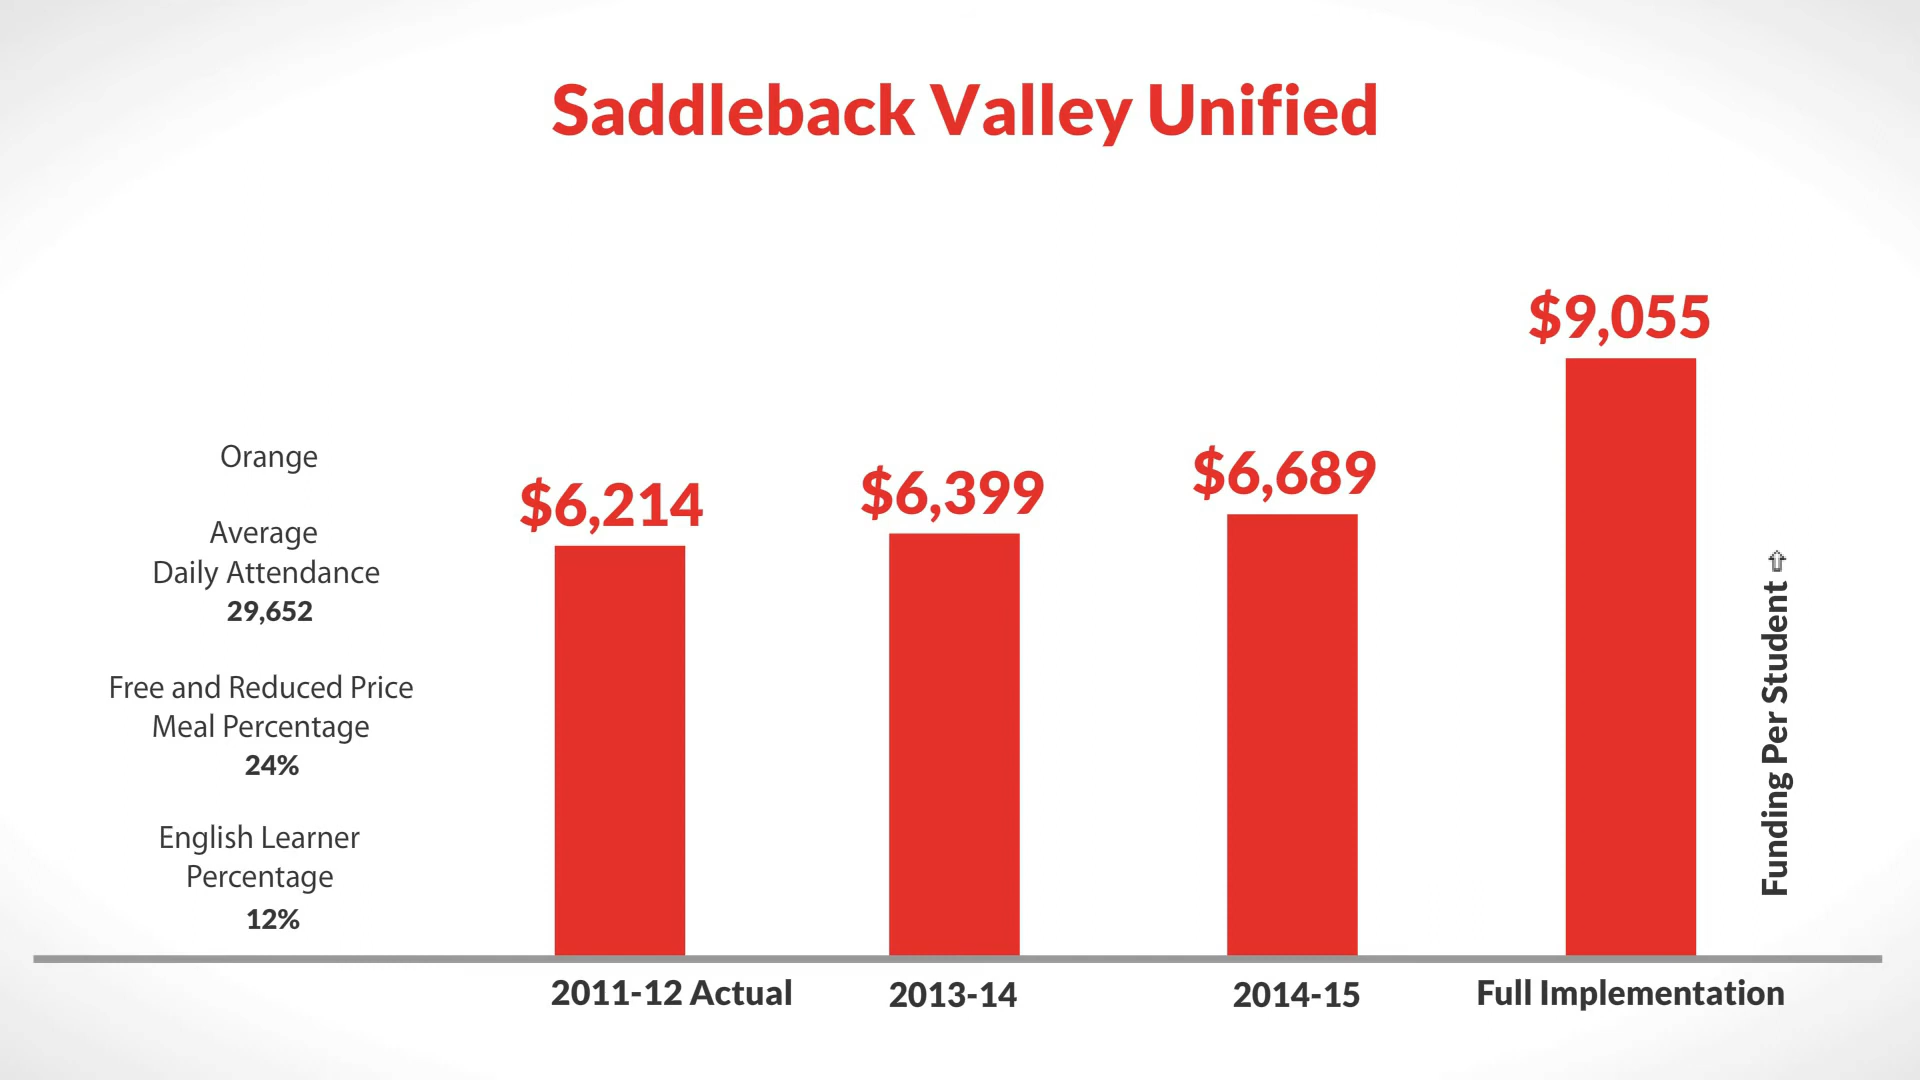 Saddleback Valley Unified
$9,055
$6,689
$6,399
$6,214
Orange
Average
Daily Attendance
29,652
Free and Reduced Price
Meal Percentage
24%
English Learner
Percentage
12%
Funding Per Student ⇧
2011-12 Actual
2013-14
2014-15
Full Implementation